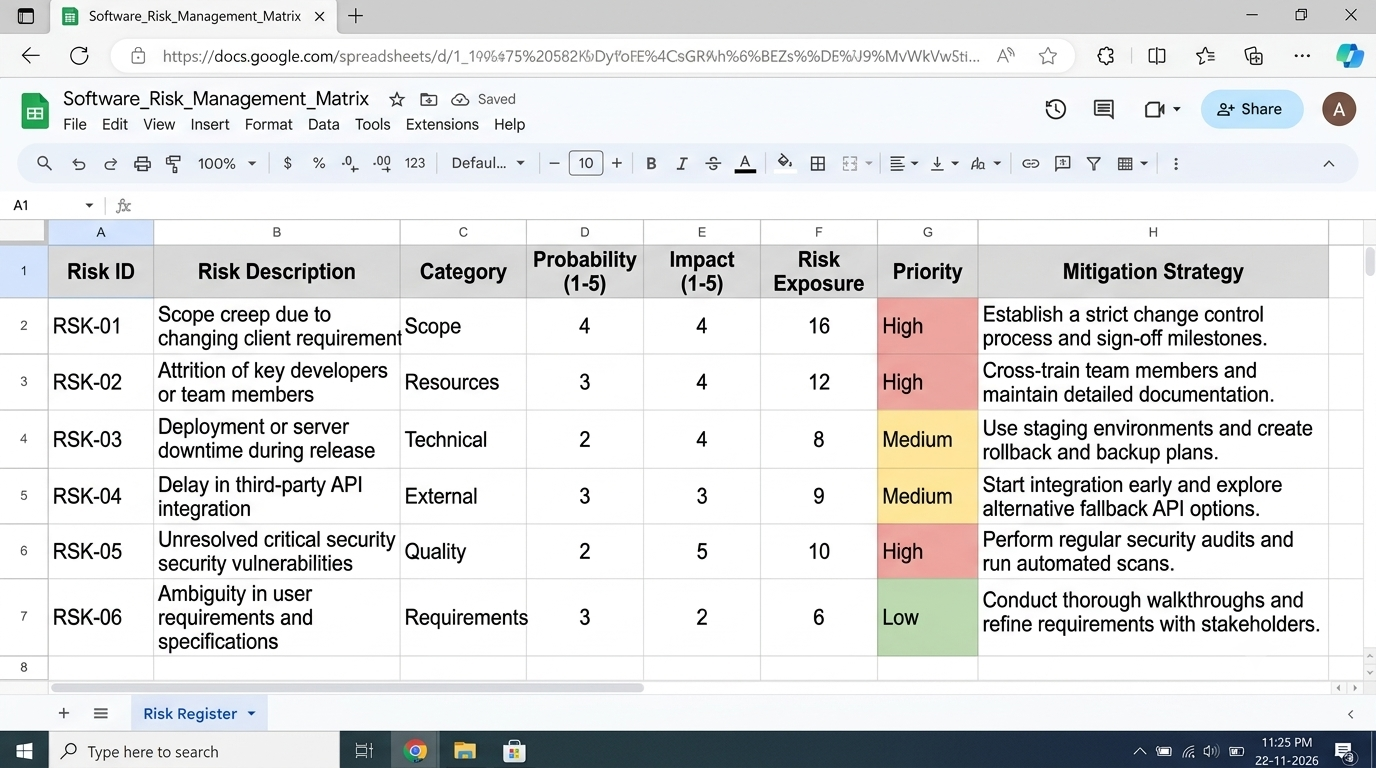 Software_Risk_Management_Matrix
Software_Risk_Management_Matrix
Saved
File Edit View Insert Format Data Tools Extensions Help
Share
A
100% $ % .0 .00 123 Defaul... 10 B I S A
A1 fx
A B C D E F G H
1 Risk ID Risk Description Category Probability (1-5) Impact (1-5) Risk Exposure Priority Mitigation Strategy
2 RSK-01 Scope creep due to changing client requirement Scope 4 4 16 High Establish a strict change control process and sign-off milestones.
3 RSK-02 Attrition of key developers or team members Resources 3 4 12 High Cross-train team members and maintain detailed documentation.
4 RSK-03 Deployment or server downtime during release Technical 2 4 8 Medium Use staging environments and create rollback and backup plans.
5 RSK-04 Delay in third-party API integration External 3 3 9 Medium Start integration early and explore alternative fallback API options.
6 RSK-05 Unresolved critical security security vulnerabilities Quality 2 5 10 High Perform regular security audits and run automated scans.
7 RSK-06 Ambiguity in user requirements and specifications Requirements 3 2 6 Low Conduct thorough walkthroughs and refine requirements with stakeholders.
8
Risk Register
Type here to search
11:25 PM
22-11-2026